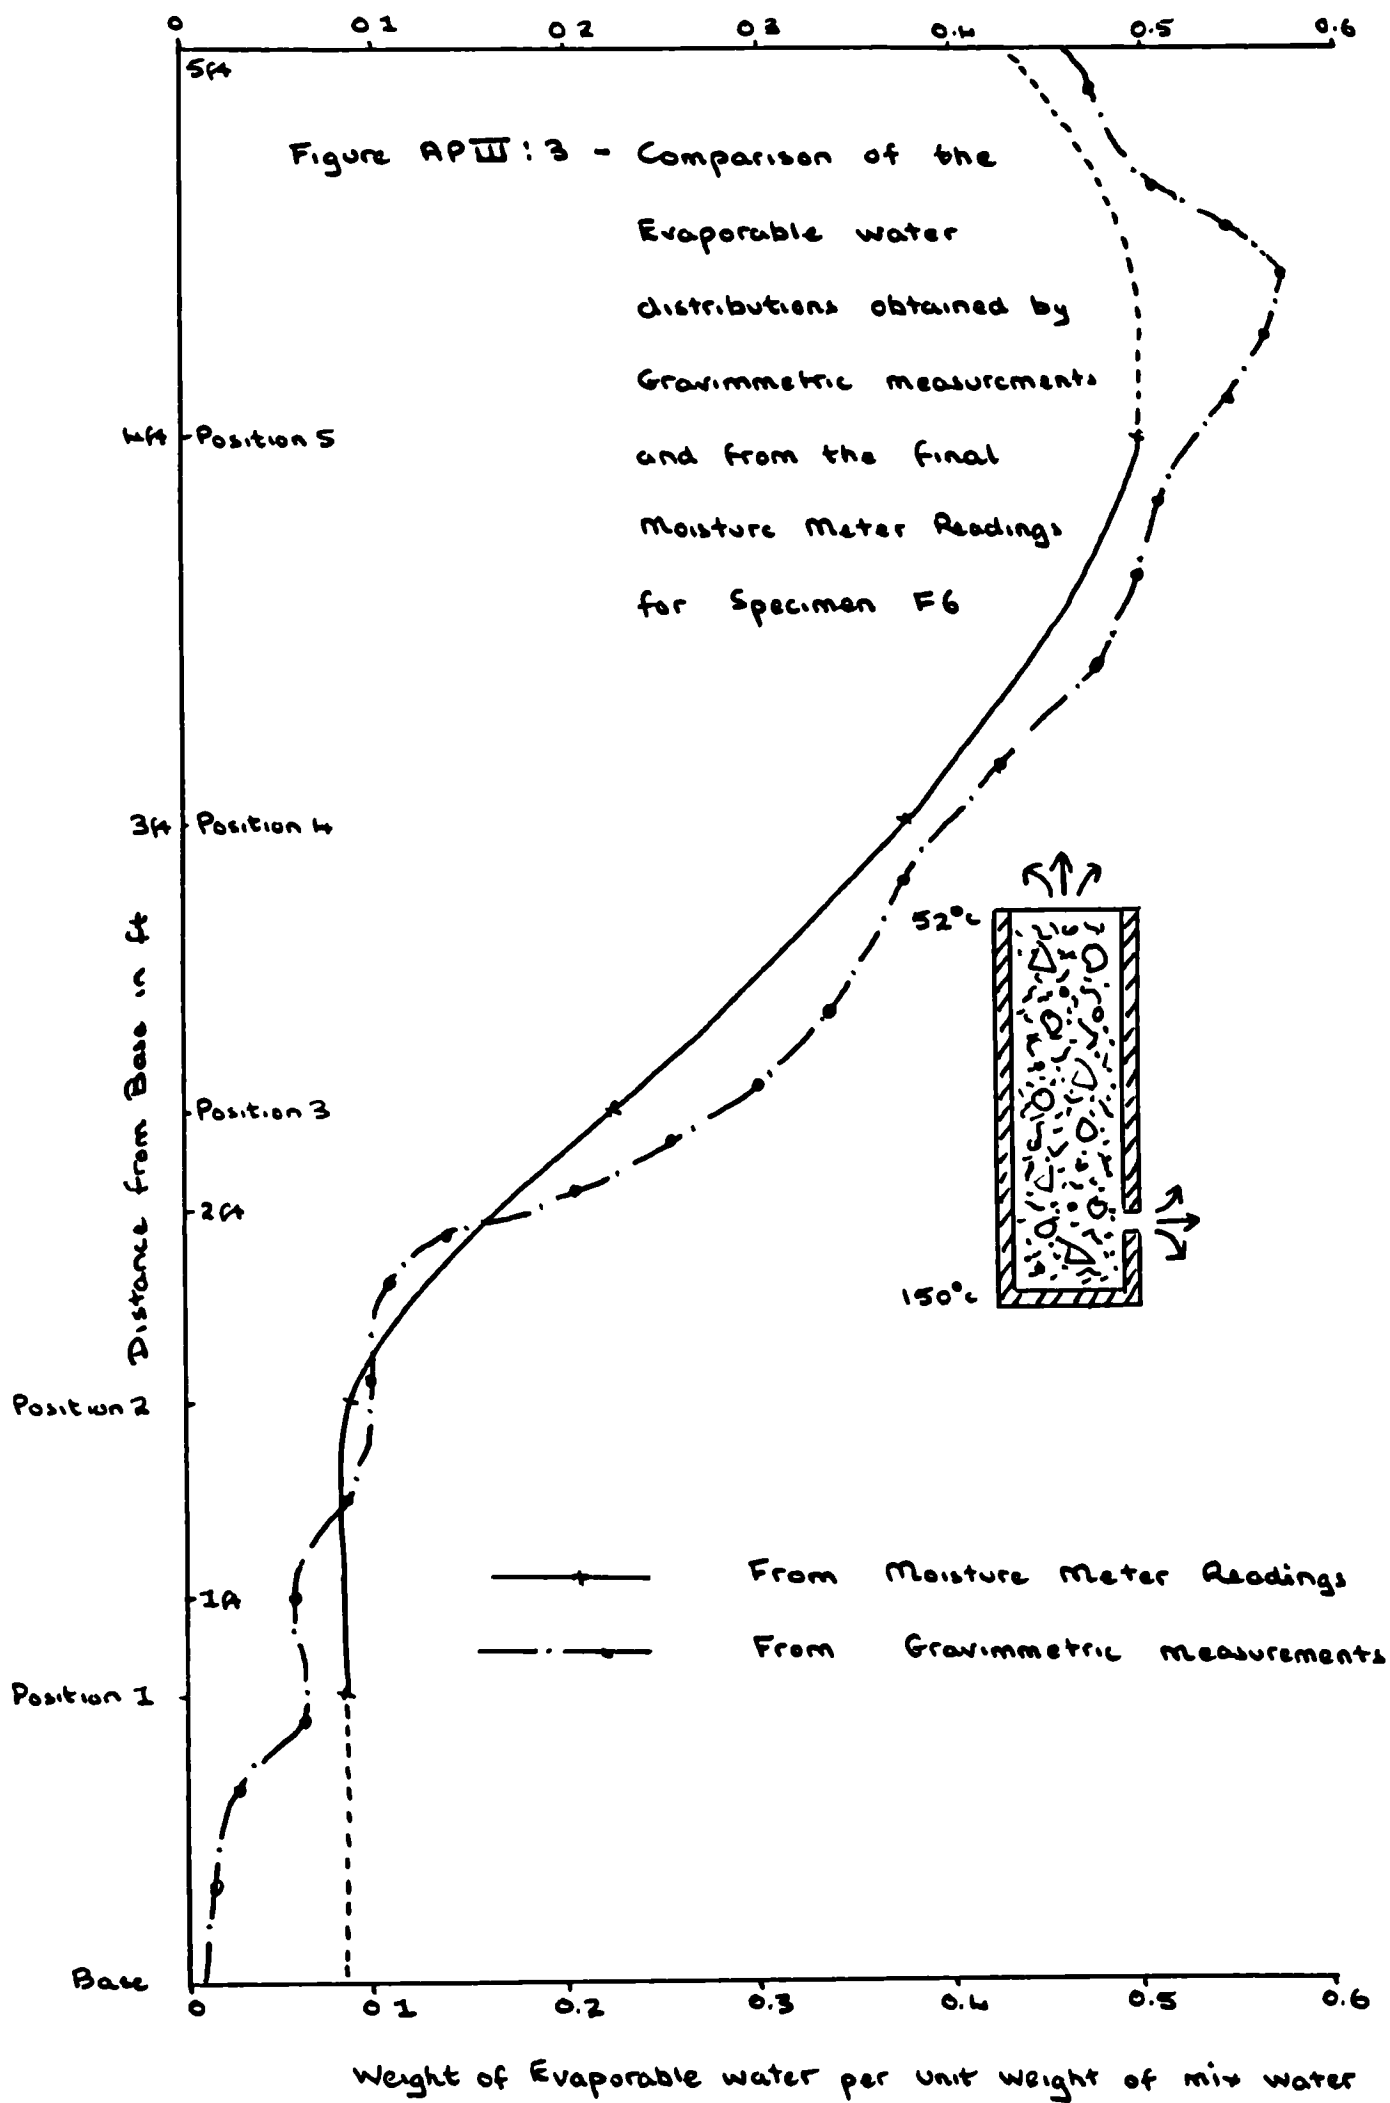 0 0.1 0.2 0.3 0.4 0.5 0.6
5ft
Figure AP III : 3 - Comparison of the
Evaporable water
distributions obtained by
Gravimmetric measurements
4ft Position 5
and from the final
Moisture Meter Readings
for Specimen F6
3ft Position 4
52°C
Distance from Base in ft
Position 3
2ft
150°C
Position 2
From Moisture Meter Readings
1ft
From Gravimmetric measurements
Position 1
Base
0 0.1 0.2 0.3 0.4 0.5 0.6
Weight of Evaporable water per unit weight of mix water